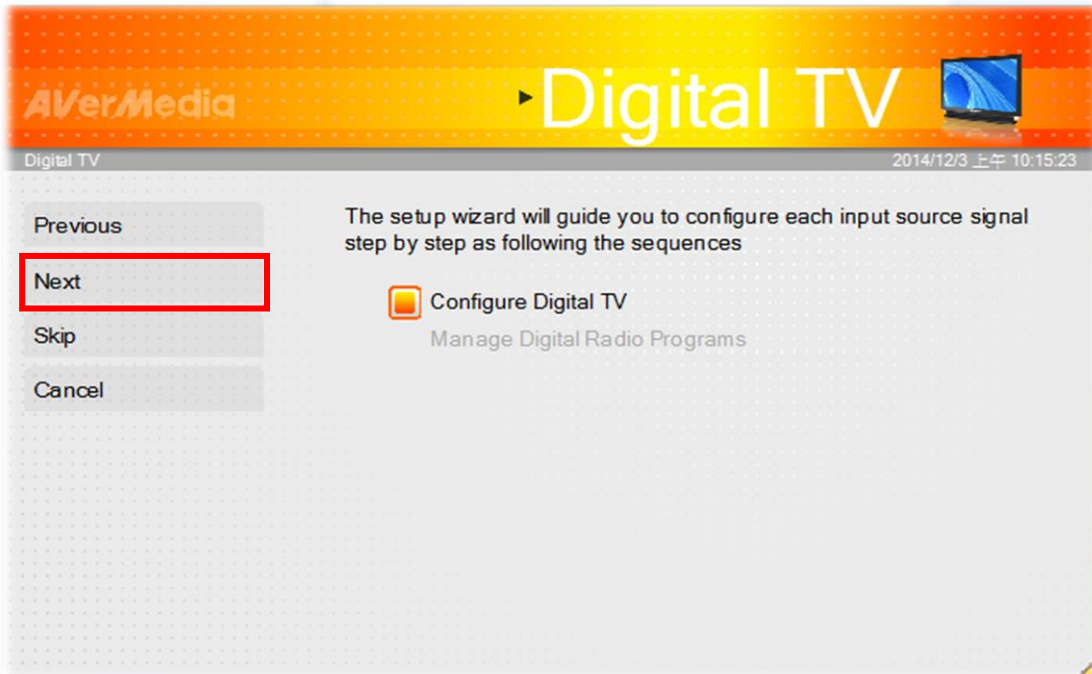 AVerMedia
Digital TV
Digital TV
2014/12/3 上午 10:15:23
Previous
Next
Skip
Cancel
The setup wizard will guide you to configure each input source signal
step by step as following the sequences
Configure Digital TV
Manage Digital Radio Programs